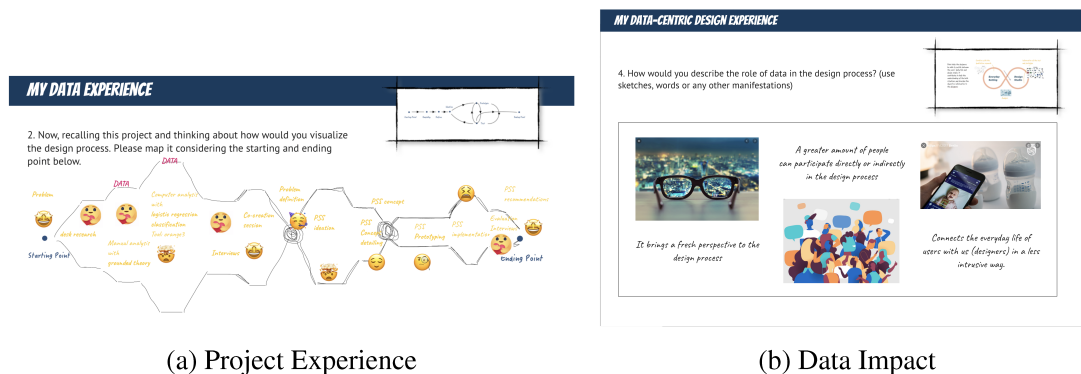 MY DATA EXPERIENCE
2. Now, recalling this project and thinking about how would you visualize
the design process. Please map it considering the starting and ending
point below.
DATA
DATA
Problem
Starting Point
desk research
Manual analysis
with
grounded theory
Computer analysis
with
logistic regression
classification
Tool: orange3
Interviews
Co creation
session
Problem
definition
PSS
ideation
PSS concept
PSS
Concept
detailing
PSS
Prototyping
PSS
implementation
Evaluation
Interviews
PSS
recommendations
Ending Point
(a) Project Experience
MY DATA-CENTRIC DESIGN EXPERIENCE
4. How would you describe the role of data in the design process? (use
sketches, words or any other manifestations)
It brings a fresh perspective to the
design process
A greater amount of people
can participate directly or indirectly
in the design process
Connects the everyday life of
users with us (designers) in a less
intrusive way.
(b) Data Impact